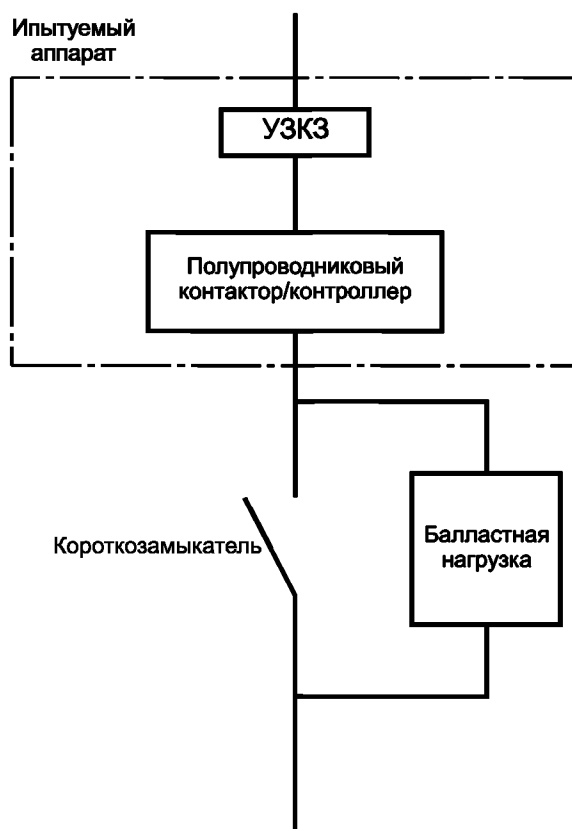 Ипытуемый
аппарат
УЗКЗ
Полупроводниковый
контактор/контроллер
Короткозамыкатель
Балластная
нагрузка